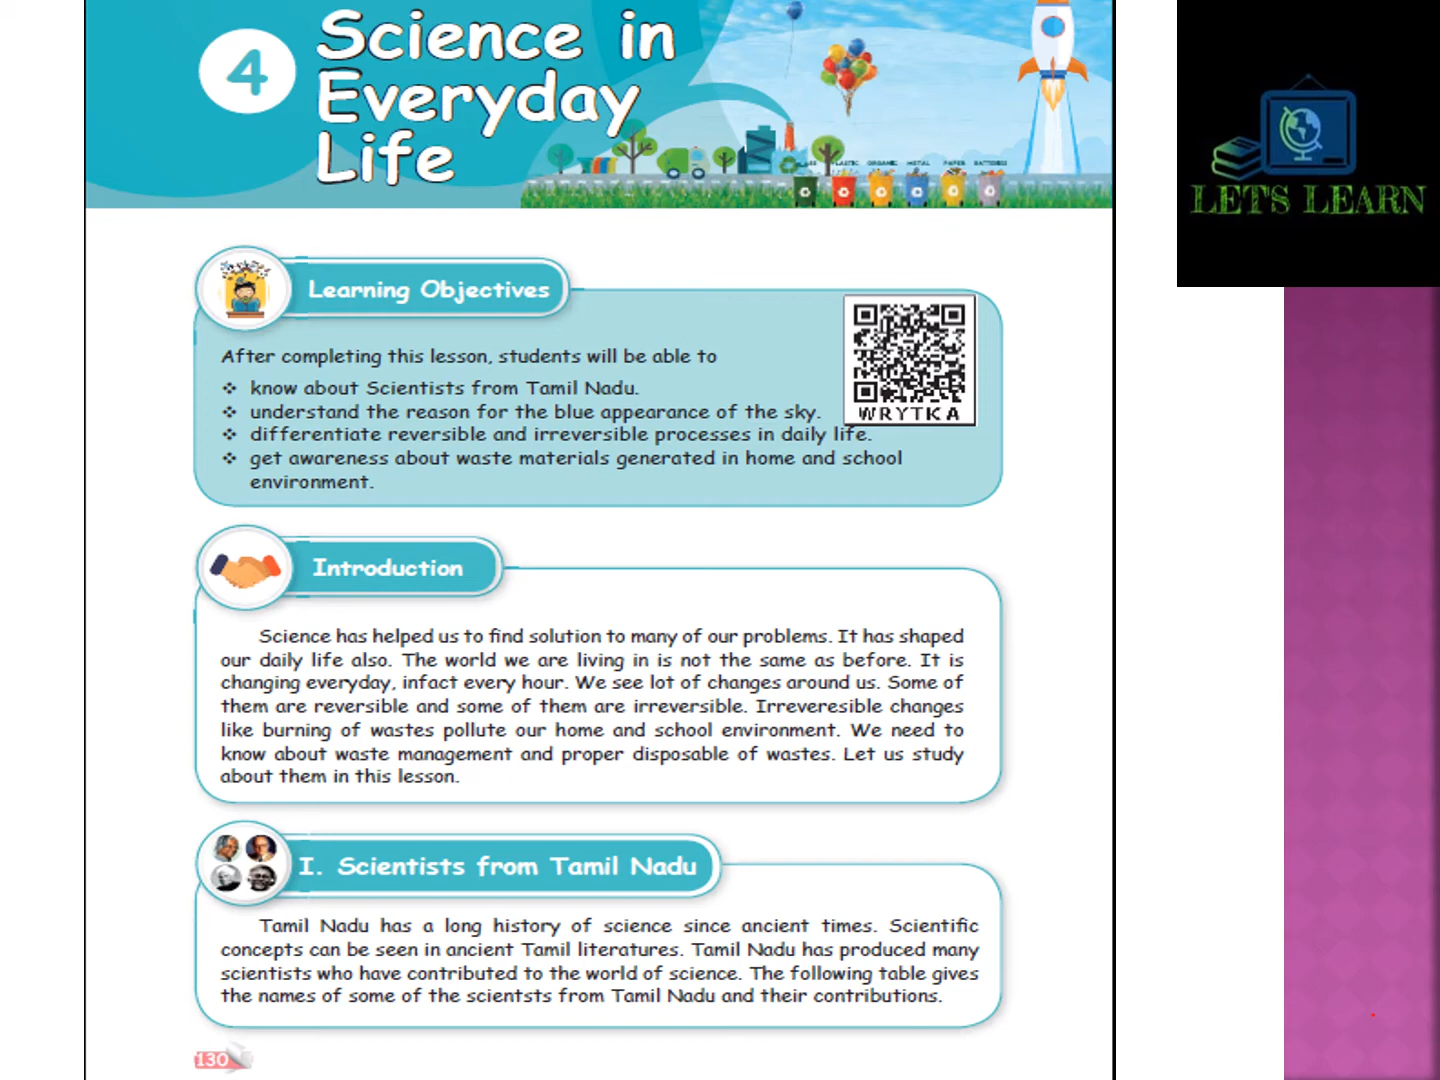 4
Science in
Everyday
Life
PLASTIC ORGANIC METAL PAPER BATTERIES
LET'S LEARN
Learning Objectives
After completing this lesson, students will be able to
❖ know about Scientists from Tamil Nadu.
❖ understand the reason for the blue appearance of the sky.
❖ differentiate reversible and irreversible processes in daily life.
❖ get awareness about waste materials generated in home and school
environment.
WRYTKA
Introduction
Science has helped us to find solution to many of our problems. It has shaped
our daily life also. The world we are living in is not the same as before. It is
changing everyday, infact every hour. We see lot of changes around us. Some of
them are reversible and some of them are irreversible. Irreveresible changes
like burning of wastes pollute our home and school environment. We need to
know about waste management and proper disposable of wastes. Let us study
about them in this lesson.
I. Scientists from Tamil Nadu
Tamil Nadu has a long history of science since ancient times. Scientific
concepts can be seen in ancient Tamil literatures. Tamil Nadu has produced many
scientists who have contributed to the world of science. The following table gives
the names of some of the scientsts from Tamil Nadu and their contributions.
130